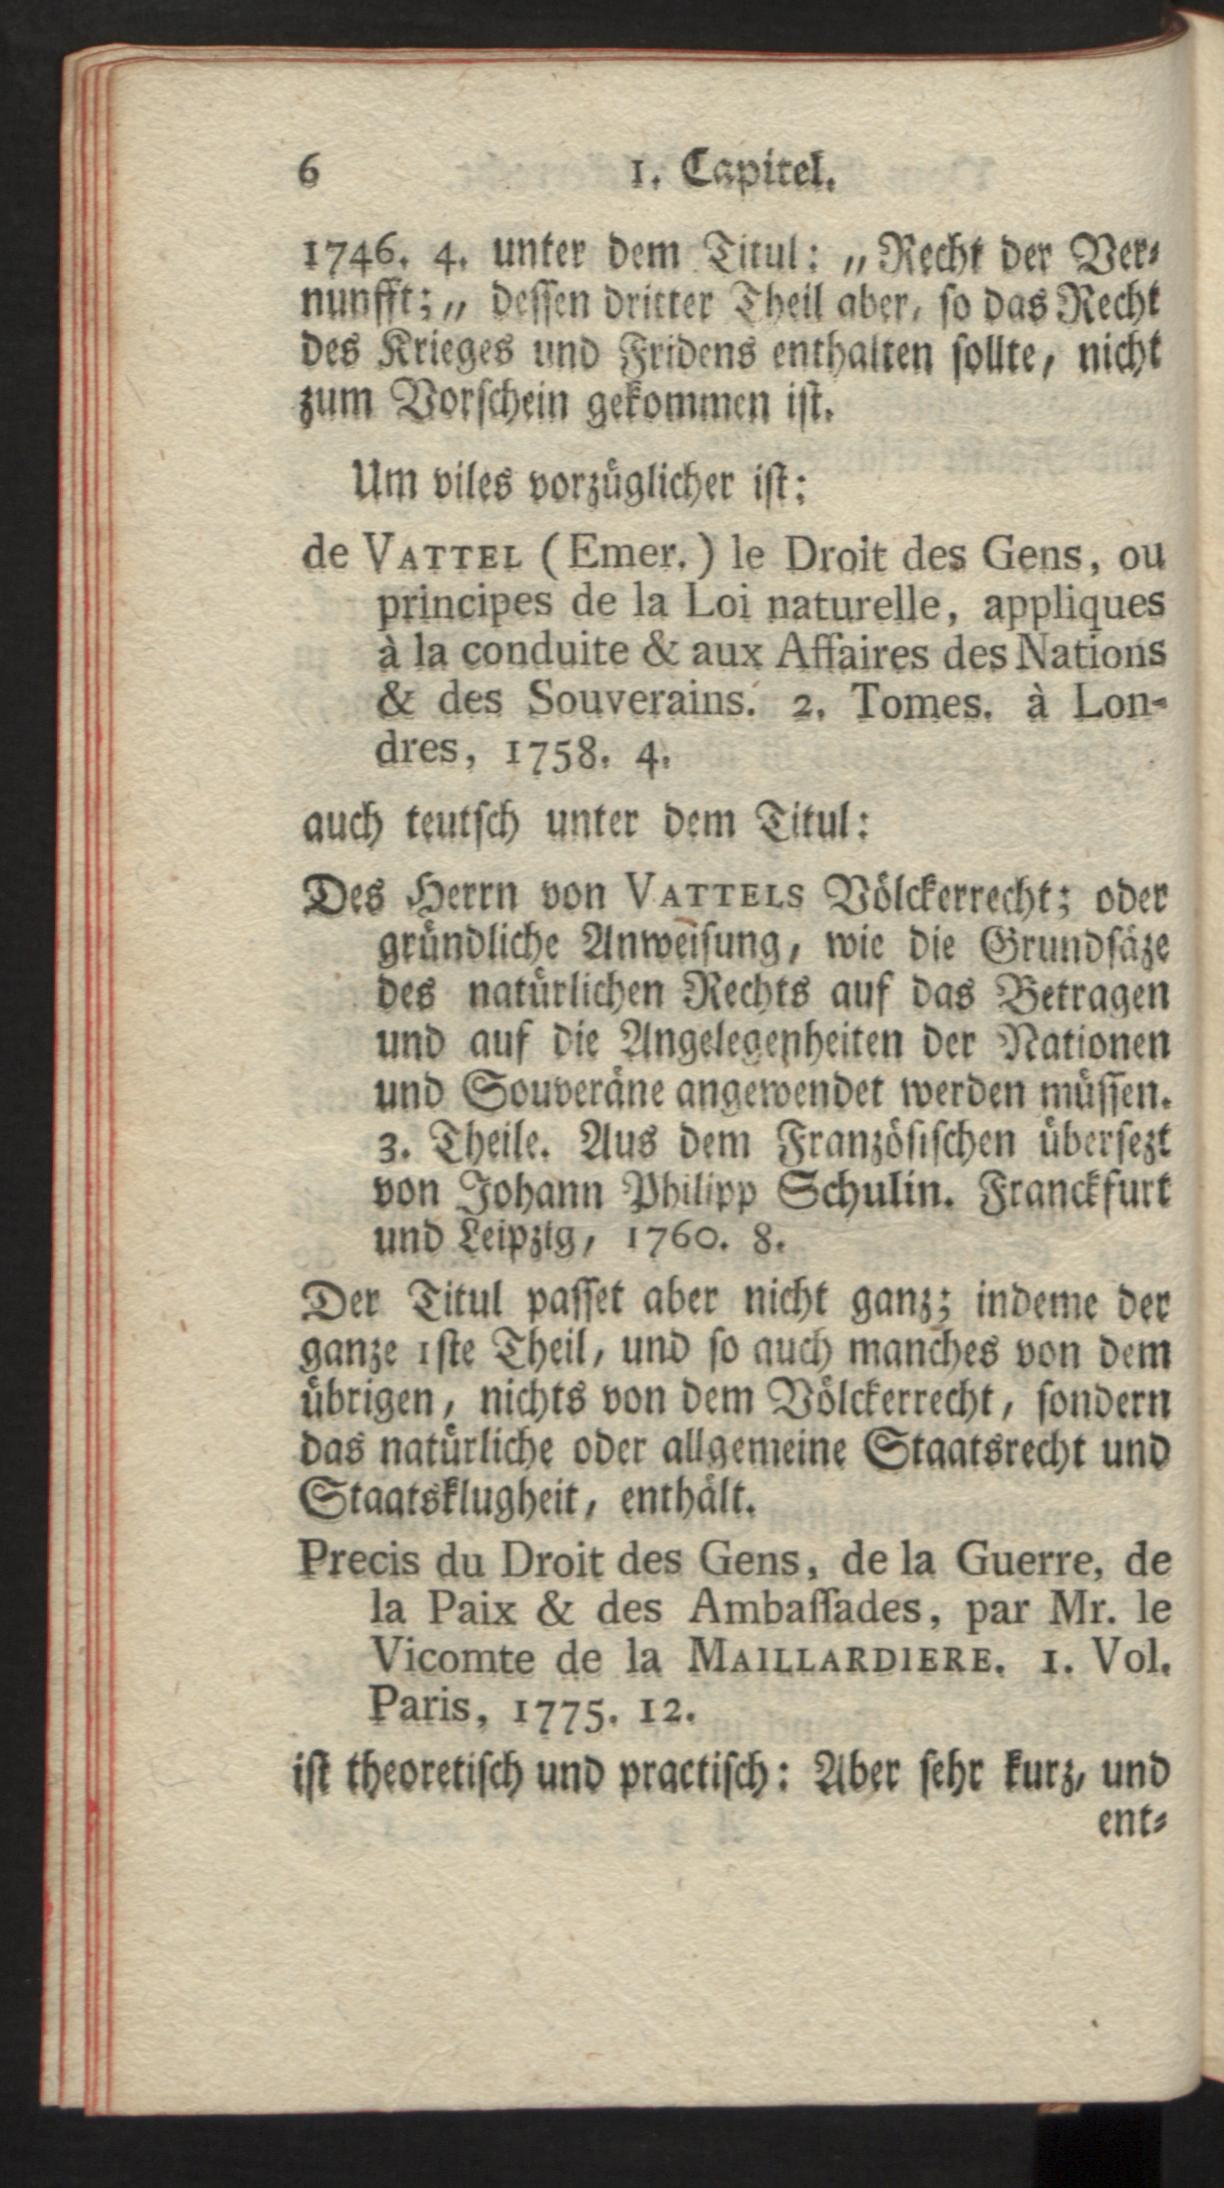 6 1. Capitel.
1746. 4. unter dem Titul: „Recht der Ver-
nunfft;„ dessen dritter Theil aber, so das Recht
des Krieges und Fridens enthalten sollte, nicht
zum Vorschein gekommen ist.
Um viles vorzüglicher ist:
de VATTEL (Emer.) le Droit des Gens, ou
principes de la Loi naturelle, appliques
à la conduite & aux Affaires des Nations
& des Souverains. 2. Tomes. à Lon-
dres, 1758. 4.
auch teutsch unter dem Titul:
Des Herrn von VATTELS Völckerrecht; oder
gründliche Anweisung, wie die Grundsäze
des natürlichen Rechts auf das Betragen
und auf die Angelegenheiten der Nationen
und Souveräne angewendet werden müssen.
3. Theile. Aus dem Französischen übersezt
von Johann Philipp Schulin. Franckfurt
und Leipzig, 1760. 8.
Der Titul passet aber nicht ganz; indeme der
ganze 1ste Theil, und so auch manches von dem
übrigen, nichts von dem Völckerrecht, sondern
das natürliche oder allgemeine Staatsrecht und
Staatsklugheit, enthält.
Precis du Droit des Gens, de la Guerre, de
la Paix & des Ambassades, par Mr. le
Vicomte de la MAILLARDIERE. 1. Vol.
Paris, 1775. 12.
ist theoretisch und practisch: Aber sehr kurz, und
ent-